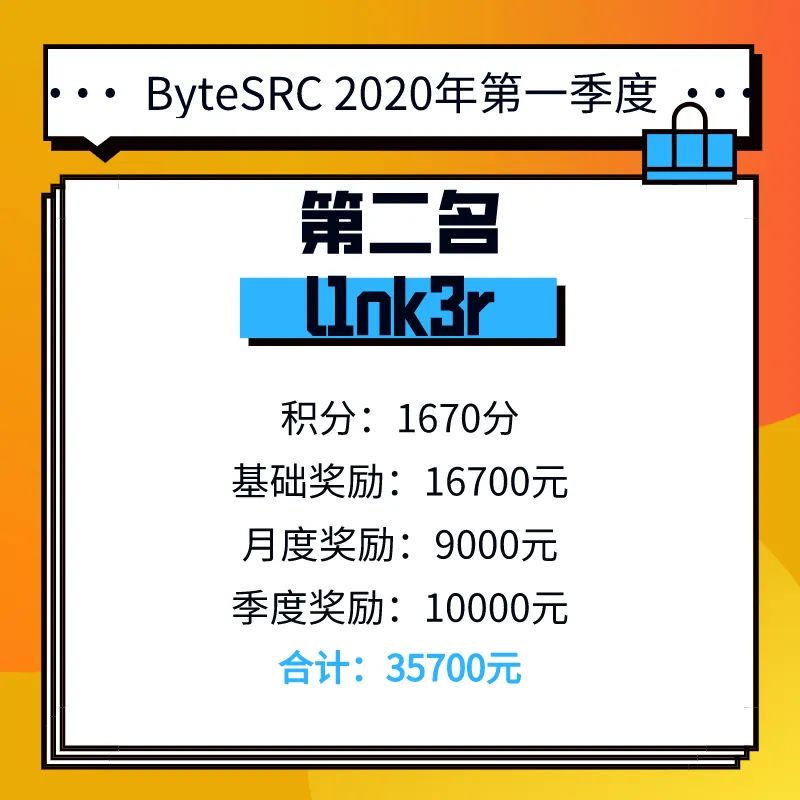 ByteSRC 2020年第一季度
第二名
l1nk3r
积分：1670分
基础奖励：16700元
月度奖励：9000元
季度奖励：10000元
合计：35700元